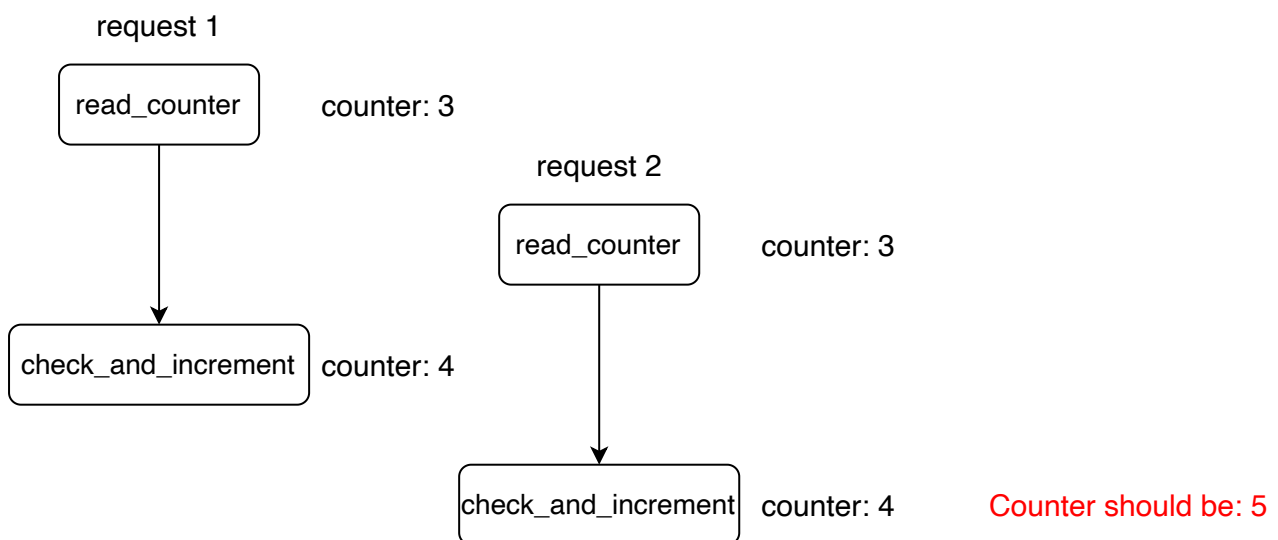 request 1
read_counter
counter: 3
request 2
read_counter
counter: 3
check_and_increment
counter: 4
check_and_increment
counter: 4
Counter should be: 5